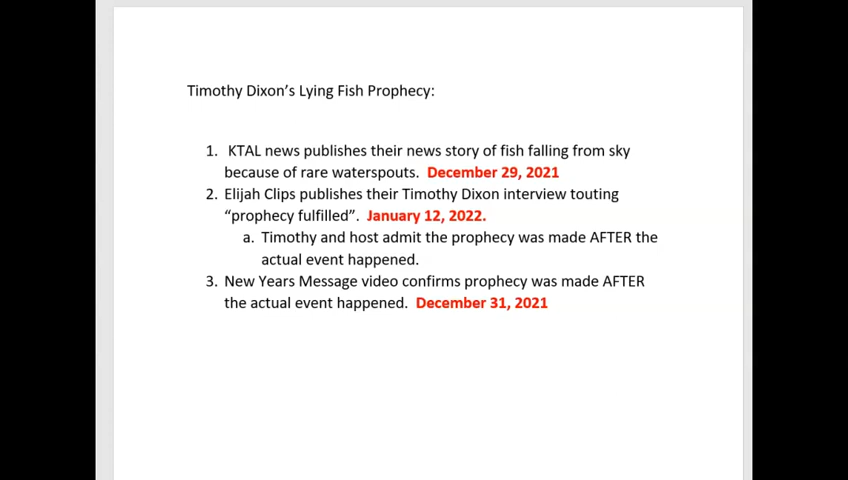 Timothy Dixon's Lying Fish Prophecy:
1. KTAL news publishes their news story of fish falling from sky
because of rare waterspouts. December 29, 2021
2. Elijah Clips publishes their Timothy Dixon interview touting
"prophecy fulfilled". January 12, 2022.
a. Timothy and host admit the prophecy was made AFTER the
actual event happened.
3. New Years Message video confirms prophecy was made AFTER
the actual event happened. December 31, 2021